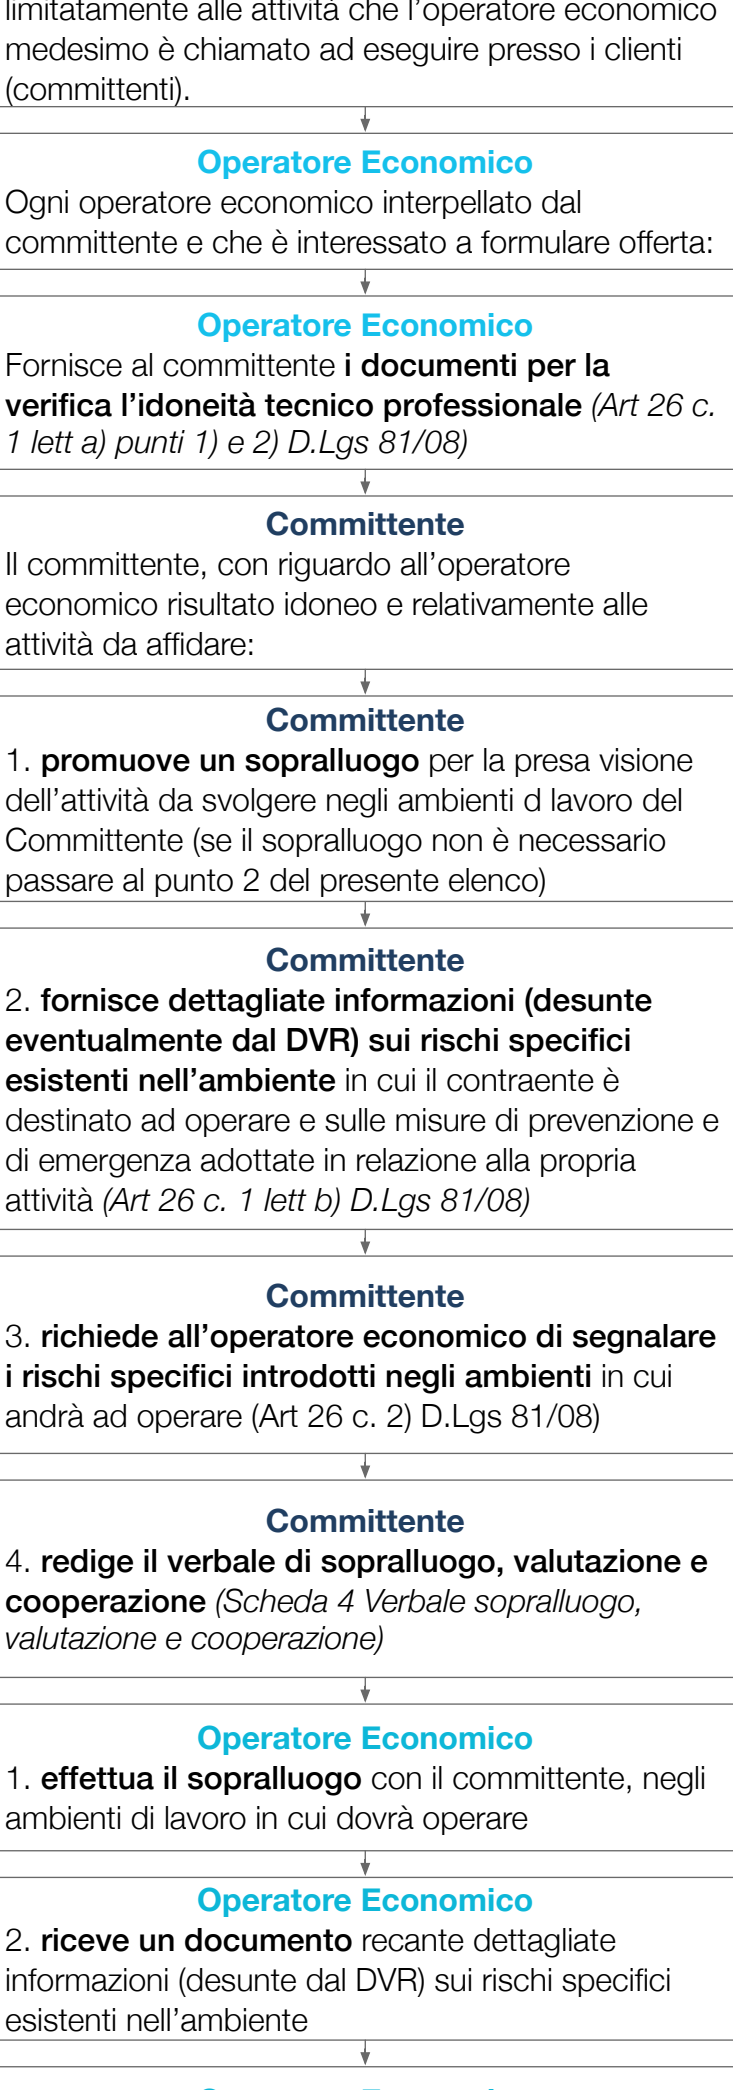 limitatamente alle attività che l'operatore economico
medesimo è chiamato ad eseguire presso i clienti
(committenti).
Operatore Economico
Ogni operatore economico interpellato dal
committente e che è interessato a formulare offerta:
Operatore Economico
Fornisce al committente i documenti per la
verifica l'idoneità tecnico professionale (Art 26 c.
1 lett a) punti 1) e 2) D.Lgs 81/08)
Committente
Il committente, con riguardo all'operatore
economico risultato idoneo e relativamente alle
attività da affidare:
Committente
1. promuove un sopralluogo per la presa visione
dell'attività da svolgere negli ambienti d lavoro del
Committente (se il sopralluogo non è necessario
passare al punto 2 del presente elenco)
Committente
2. fornisce dettagliate informazioni (desunte
eventualmente dal DVR) sui rischi specifici
esistenti nell'ambiente in cui il contraente è
destinato ad operare e sulle misure di prevenzione e
di emergenza adottate in relazione alla propria
attività (Art 26 c. 1 lett b) D.Lgs 81/08)
Committente
3. richiede all'operatore economico di segnalare
i rischi specifici introdotti negli ambienti in cui
andrà ad operare (Art 26 c. 2) D.Lgs 81/08)
Committente
4. redige il verbale di sopralluogo, valutazione e
cooperazione (Scheda 4 Verbale sopralluogo,
valutazione e cooperazione)
Operatore Economico
1. effettua il sopralluogo con il committente, negli
ambienti di lavoro in cui dovrà operare
Operatore Economico
2. riceve un documento recante dettagliate
informazioni (desunte dal DVR) sui rischi specifici
esistenti nell'ambiente